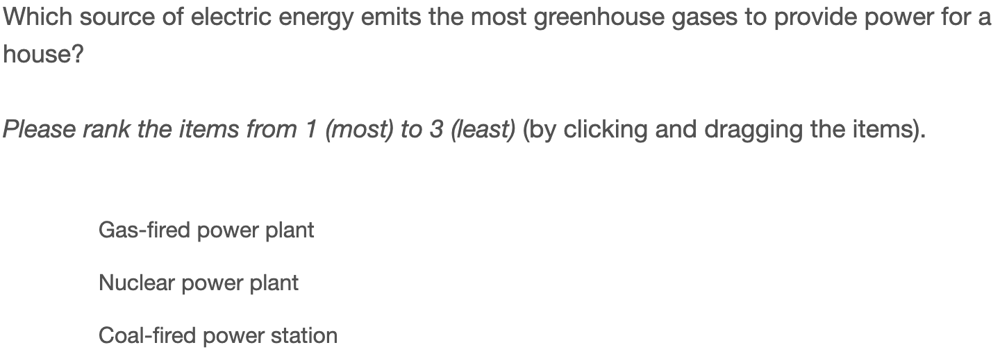 Which source of electric energy emits the most greenhouse gases to provide power for a
house?
Please rank the items from 1 (most) to 3 (least) (by clicking and dragging the items).
Gas-fired power plant
Nuclear power plant
Coal-fired power station